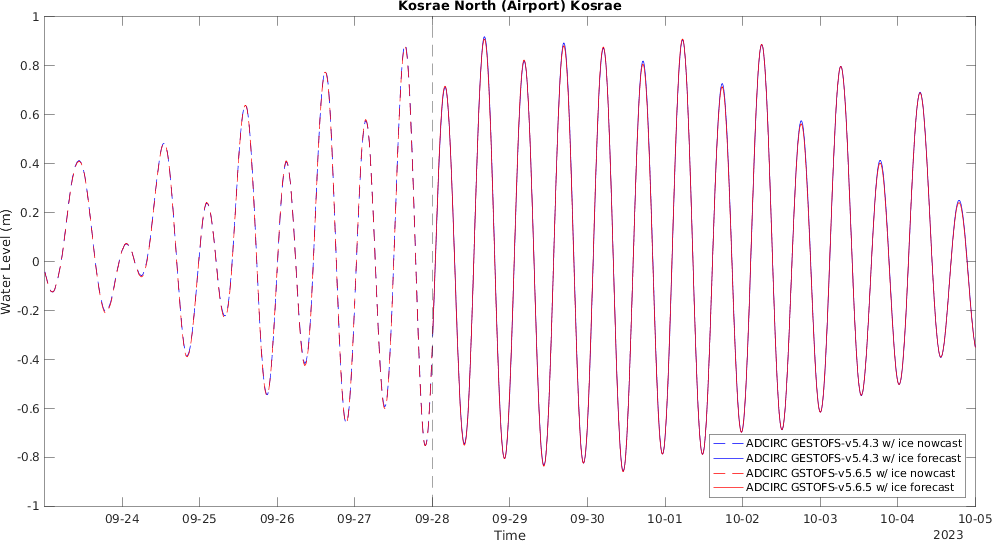 Kosrae North (Airport) Kosrae
1
0.8
0.6
0.4
0.2
0
-0.2
-0.4
-0.6
-0.8
-1
Water Level (m)
ADCIRC GESTOFS-v5.4.3 w/ ice nowcast
ADCIRC GESTOFS-v5.4.3 w/ ice forecast
ADCIRC GSTOFS-v5.6.5 w/ ice nowcast
ADCIRC GSTOFS-v5.6.5 w/ ice forecast
09-24 09-25 09-26 09-27 09-28 09-29 09-30 10-01 10-02 10-03 10-04 10-05
Time
2023